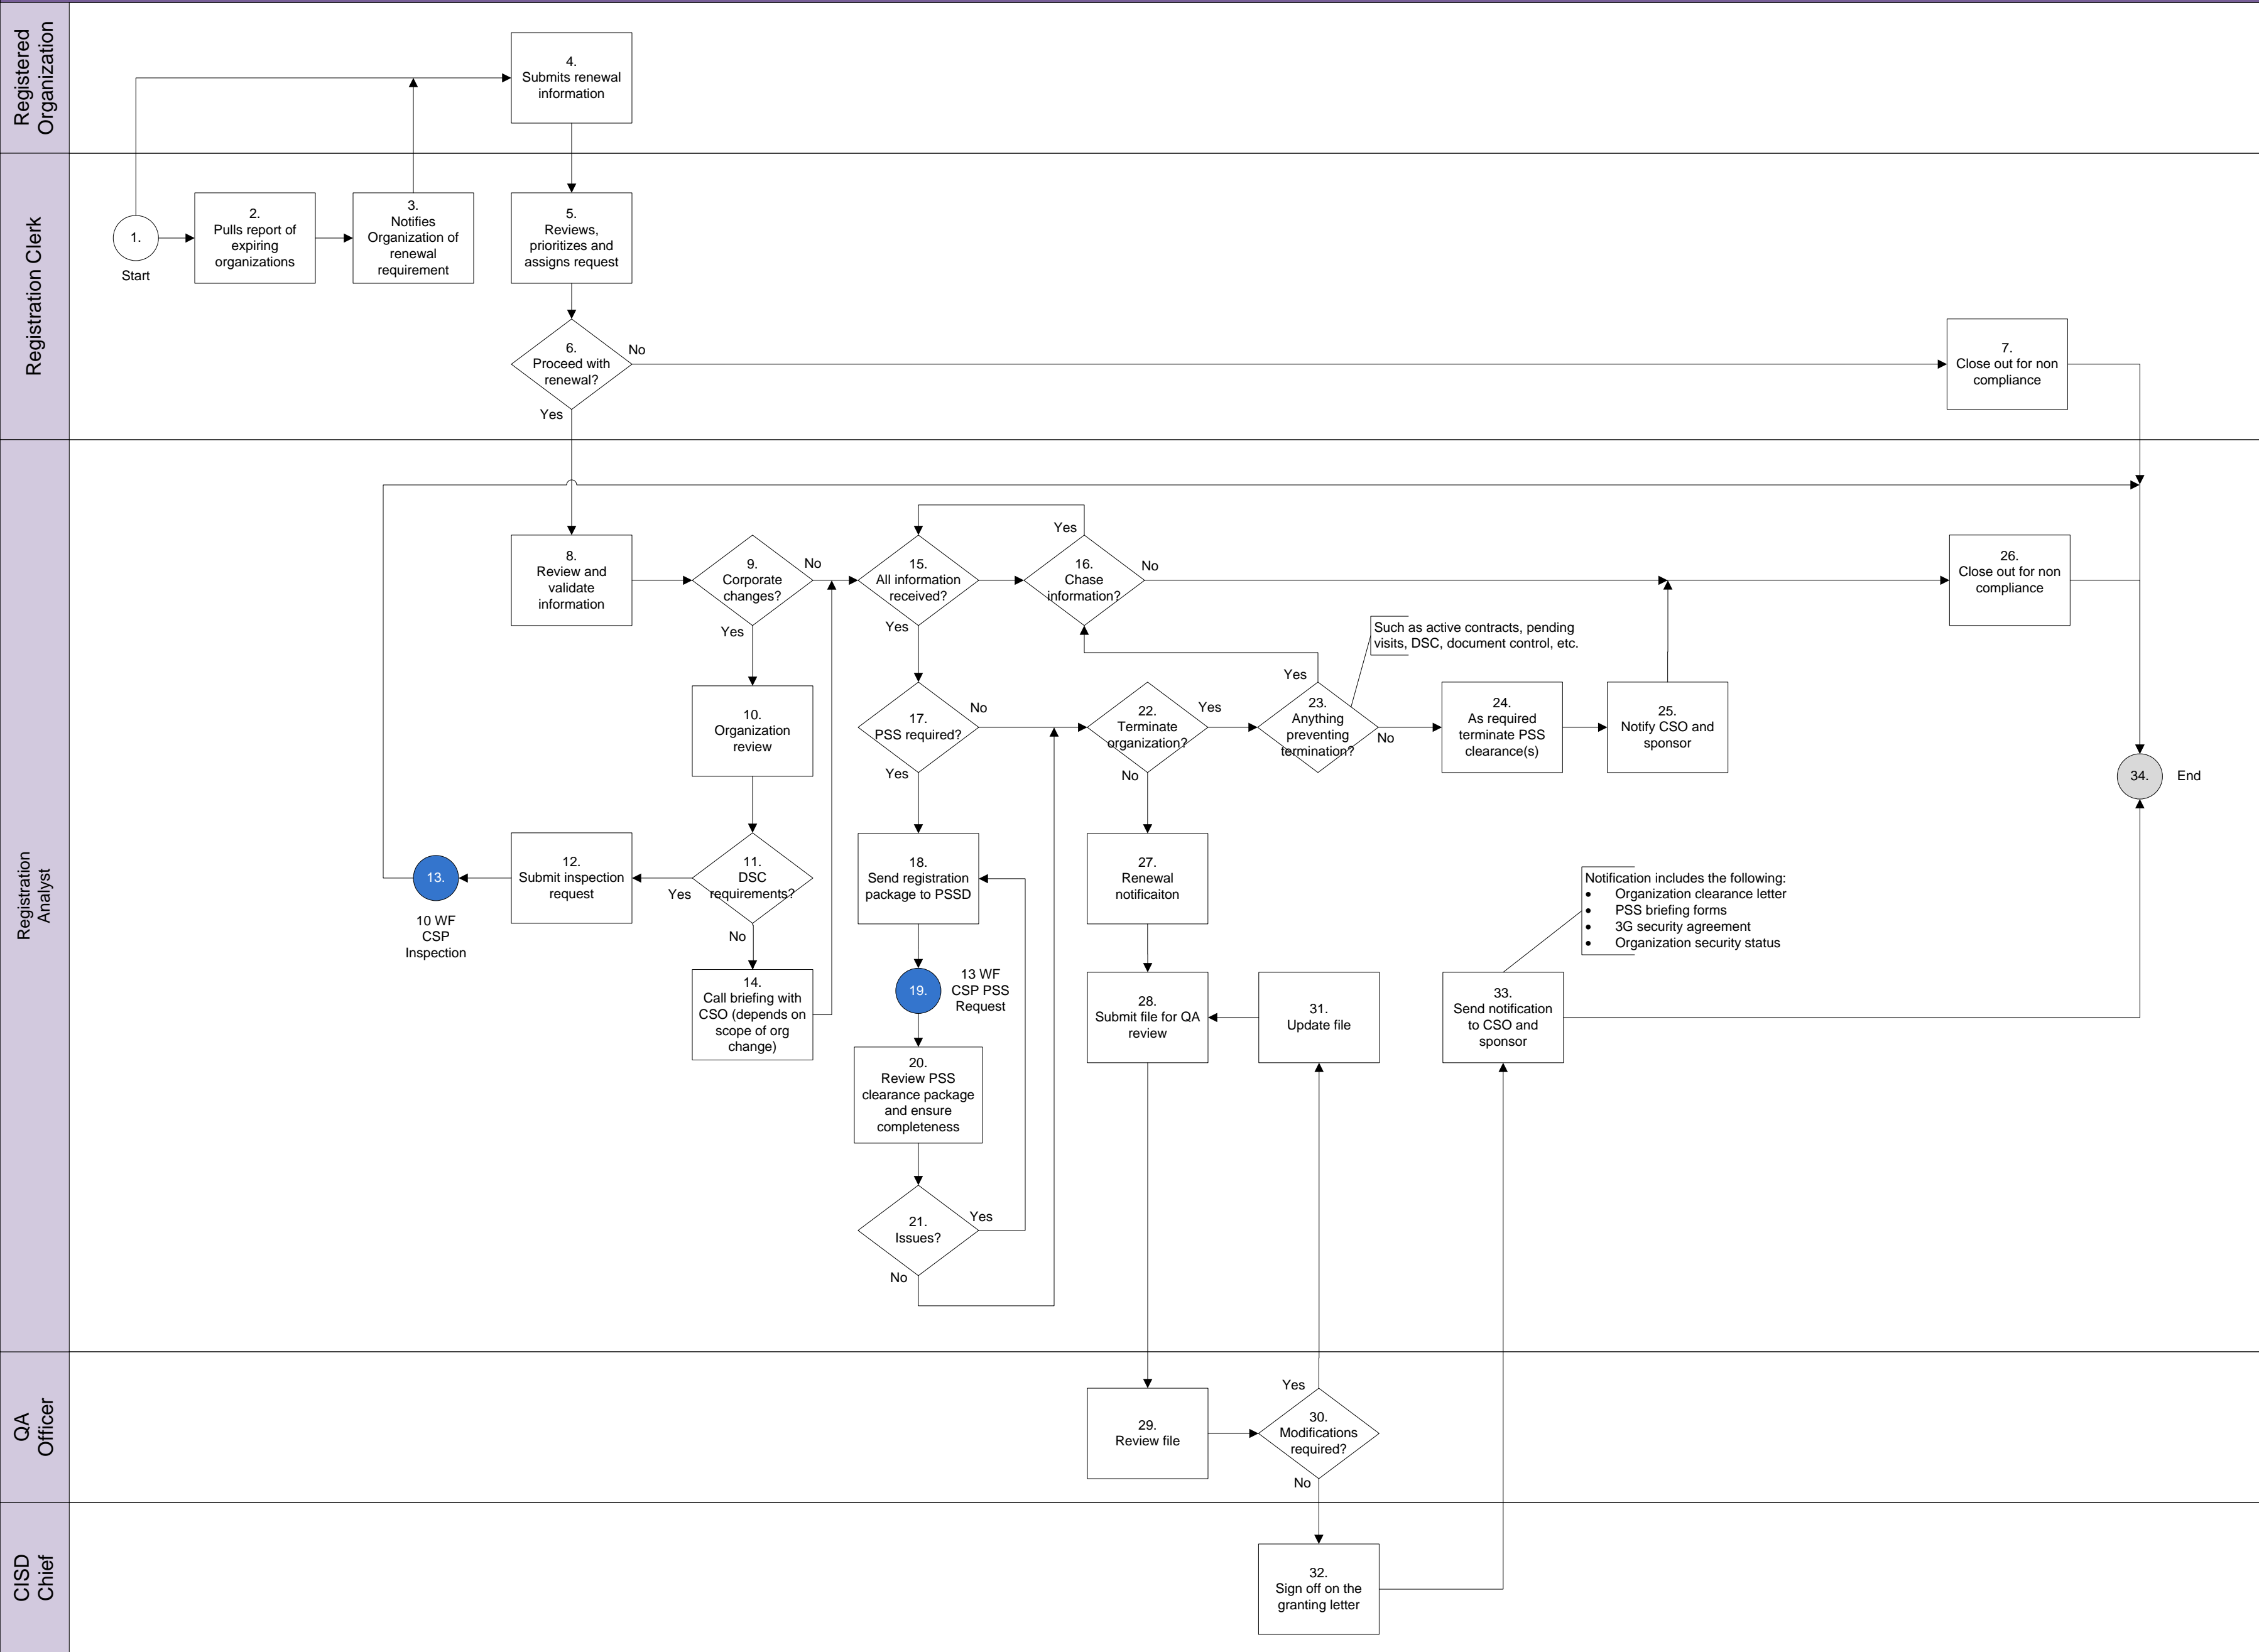 Registered
Organization
4.
Submits renewal
information
Registration Clerk
1.
Start
2.
Pulls report of
expiring
organizations
3.
Notifies
Organization of
renewal
requirement
5.
Reviews,
prioritizes and
assigns request
6.
Proceed with
renewal?
No
Yes
7.
Close out for non
compliance
Registration
Analyst
8.
Review and
validate
information
9.
Corporate
changes?
No
Yes
10.
Organization
review
11.
DSC
requirements?
Yes
No
12.
Submit inspection
request
13.
10 WF
CSP
Inspection
14.
Call briefing with
CSO (depends on
scope of org
change)
15.
All information
received?
Yes
16.
Chase
information?
Yes
No
17.
PSS required?
No
Yes
18.
Send registration
package to PSSD
19.
13 WF
CSP PSS
Request
20.
Review PSS
clearance package
and ensure
completeness
21.
Issues?
Yes
No
22.
Terminate
organization?
Yes
No
23.
Anything
preventing
termination?
Yes
No
Such as active contracts, pending
visits, DSC, document control, etc.
24.
As required
terminate PSS
clearance(s)
25.
Notify CSO and
sponsor
26.
Close out for non
compliance
27.
Renewal
notificaiton
28.
Submit file for QA
review
31.
Update file
33.
Send notification
to CSO and
sponsor
Notification includes the following:
• Organization clearance letter
• PSS briefing forms
• 3G security agreement
• Organization security status
34.
End
QA
Officer
29.
Review file
30.
Modifications
required?
Yes
No
CISD
Chief
32.
Sign off on the
granting letter